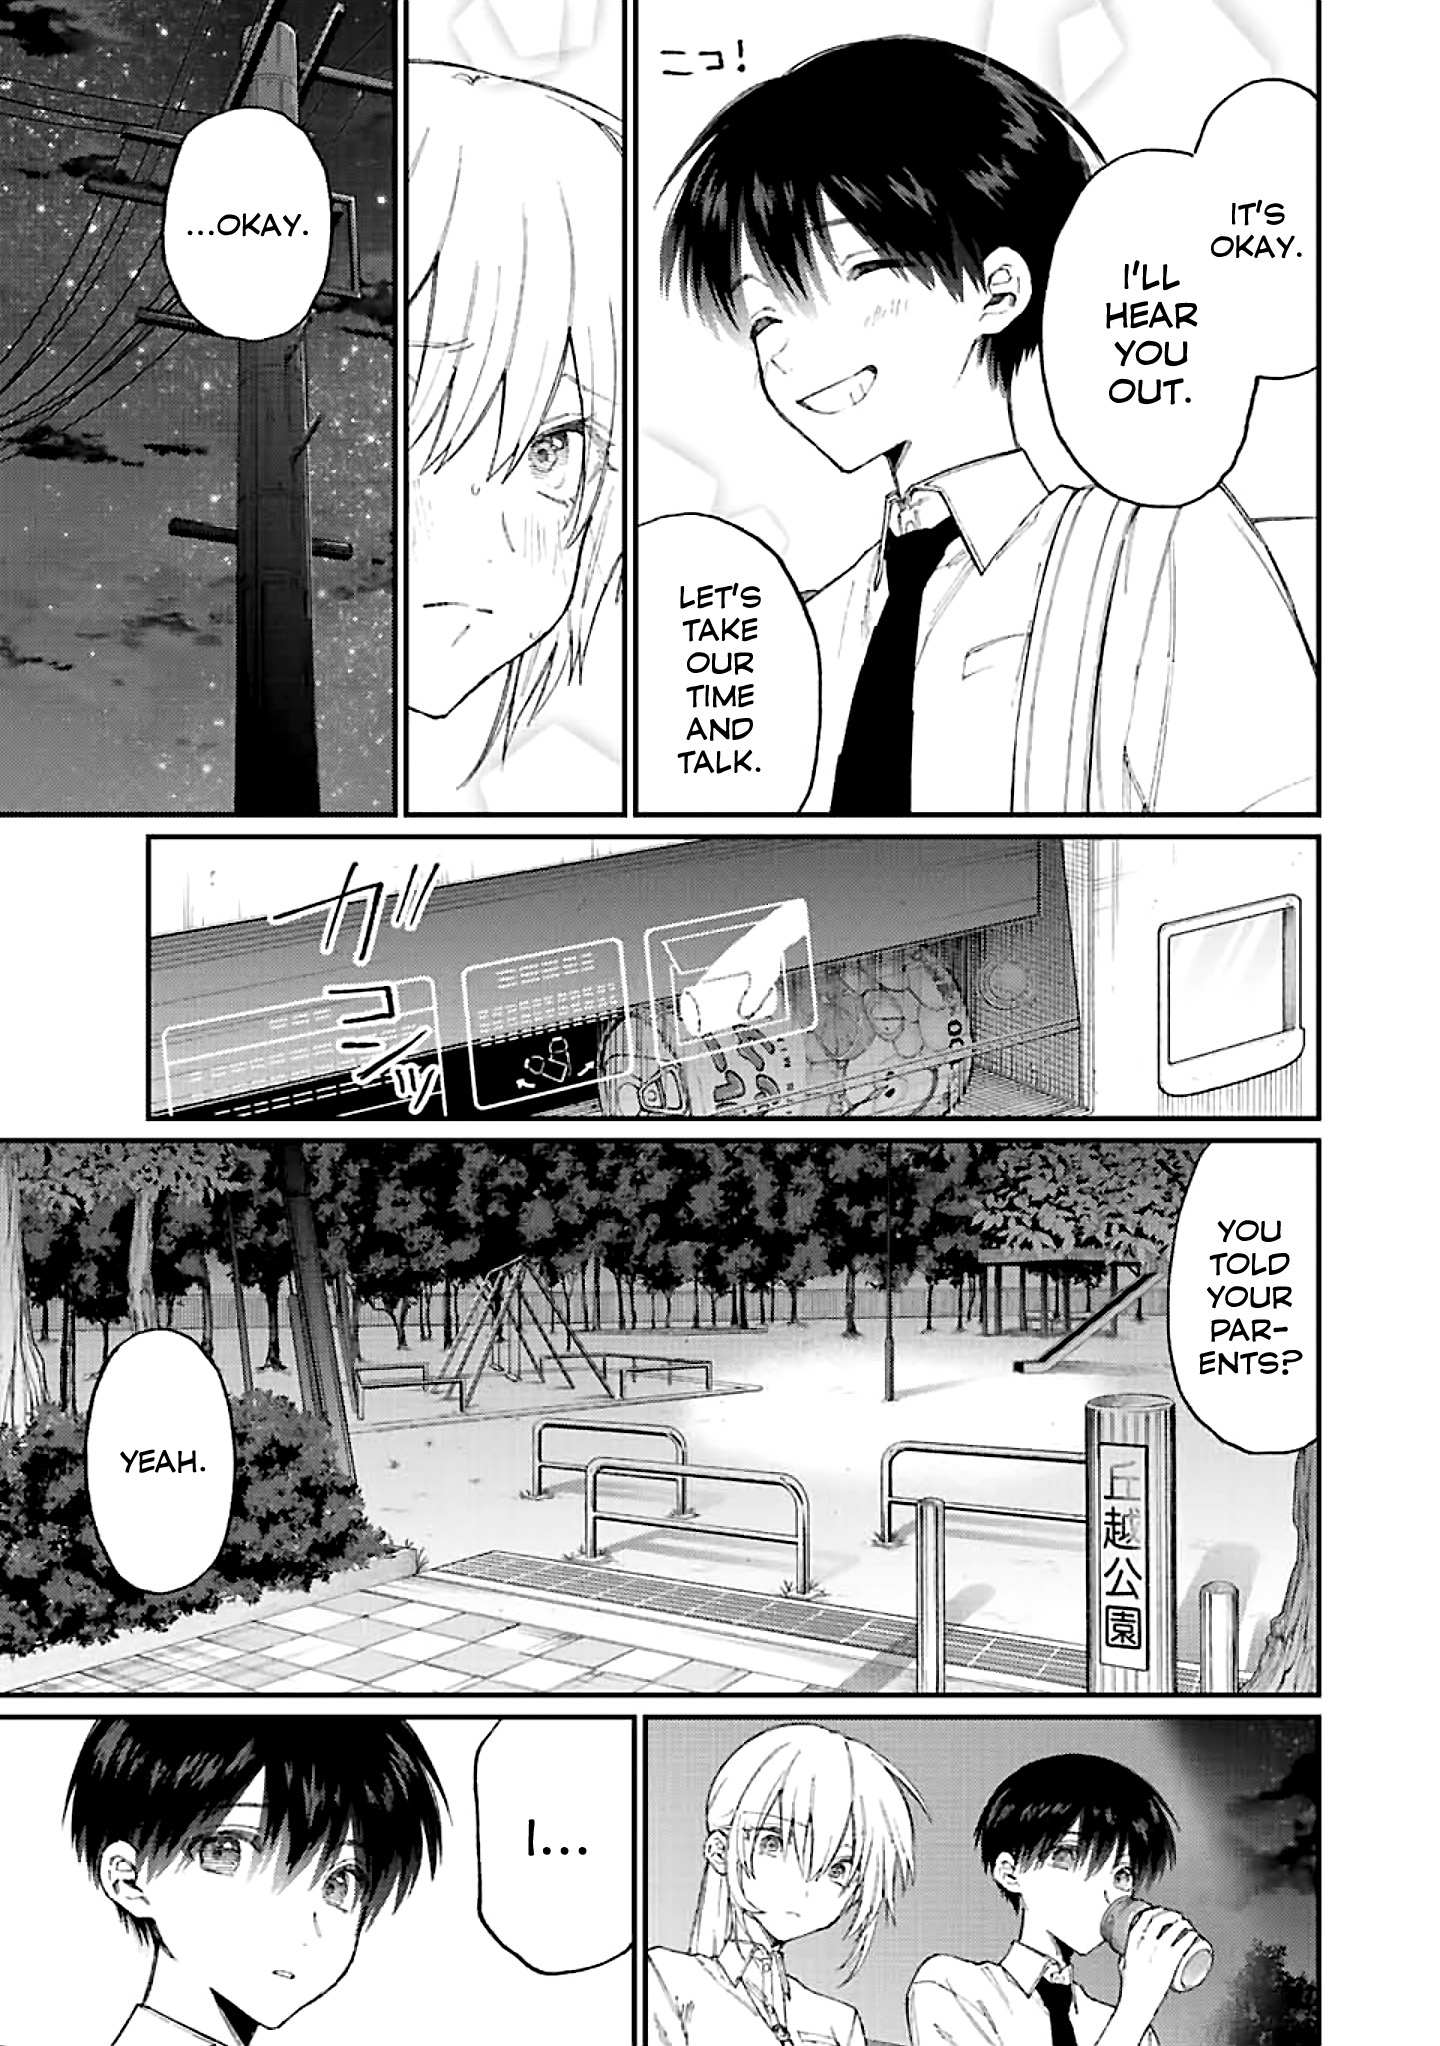 ニコ!
IT'S
OKAY.
I'LL
HEAR
YOU
OUT.
LET'S
TAKE
OUR
TIME
AND
TALK.
...OKAY.
ガコンッ
YOU
TOLD
YOUR
PAR-
ENTS?
丘越公園
YEAH.
I...